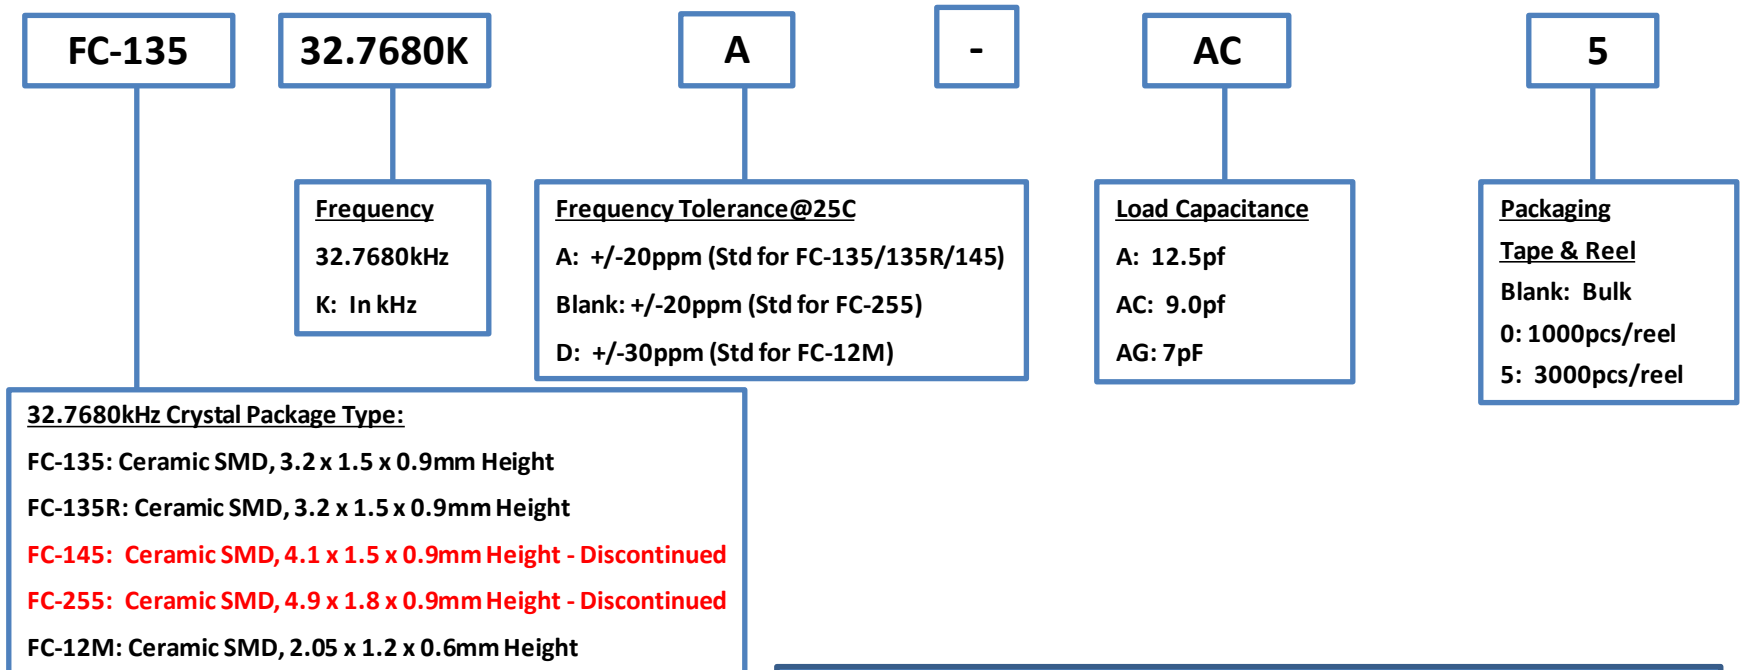 FC-135
32.7680K
A
-
AC
5
Frequency
32.7680kHz
K: In kHz
Frequency Tolerance@25C
A: +/-20ppm (Std for FC-135/135R/145)
Blank: +/-20ppm (Std for FC-255)
D: +/-30ppm (Std for FC-12M)
Load Capacitance
A: 12.5pf
AC: 9.0pf
AG: 7pF
Packaging
Tape & Reel
Blank: Bulk
0: 1000pcs/reel
5: 3000pcs/reel
32.7680kHz Crystal Package Type:
FC-135: Ceramic SMD, 3.2 x 1.5 x 0.9mm Height
FC-135R: Ceramic SMD, 3.2 x 1.5 x 0.9mm Height
FC-145: Ceramic SMD, 4.1 x 1.5 x 0.9mm Height - Discontinued
FC-255: Ceramic SMD, 4.9 x 1.8 x 0.9mm Height - Discontinued
FC-12M: Ceramic SMD, 2.05 x 1.2 x 0.6mm Height